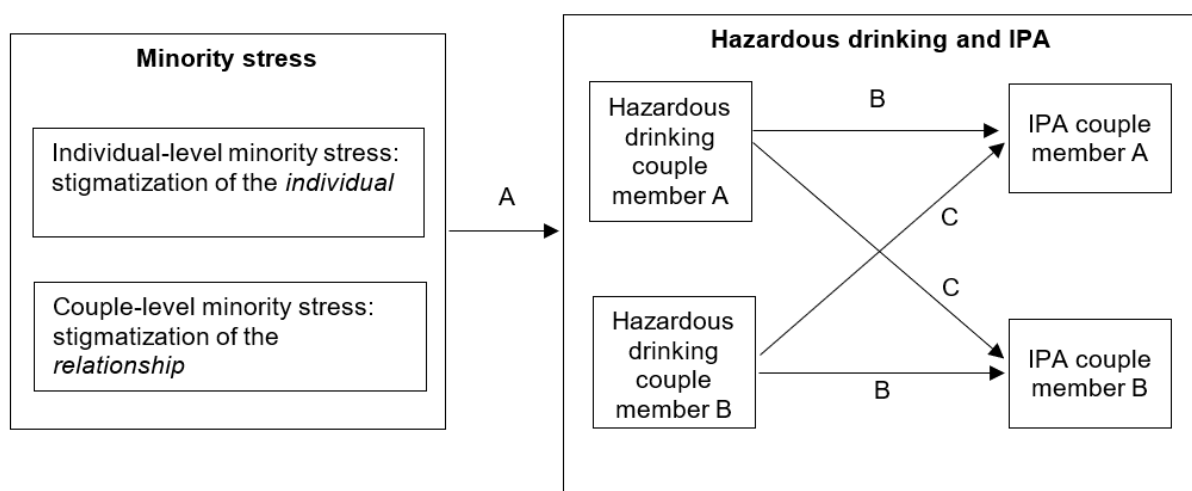 Minority stress
Individual-level minority stress:
stigmatization of the individual
Couple-level minority stress:
stigmatization of the
relationship
A
Hazardous drinking and IPA
Hazardous
drinking
couple
member A
B
IPA couple
member A
C
C
Hazardous
drinking
couple
member B
B
IPA couple
member B